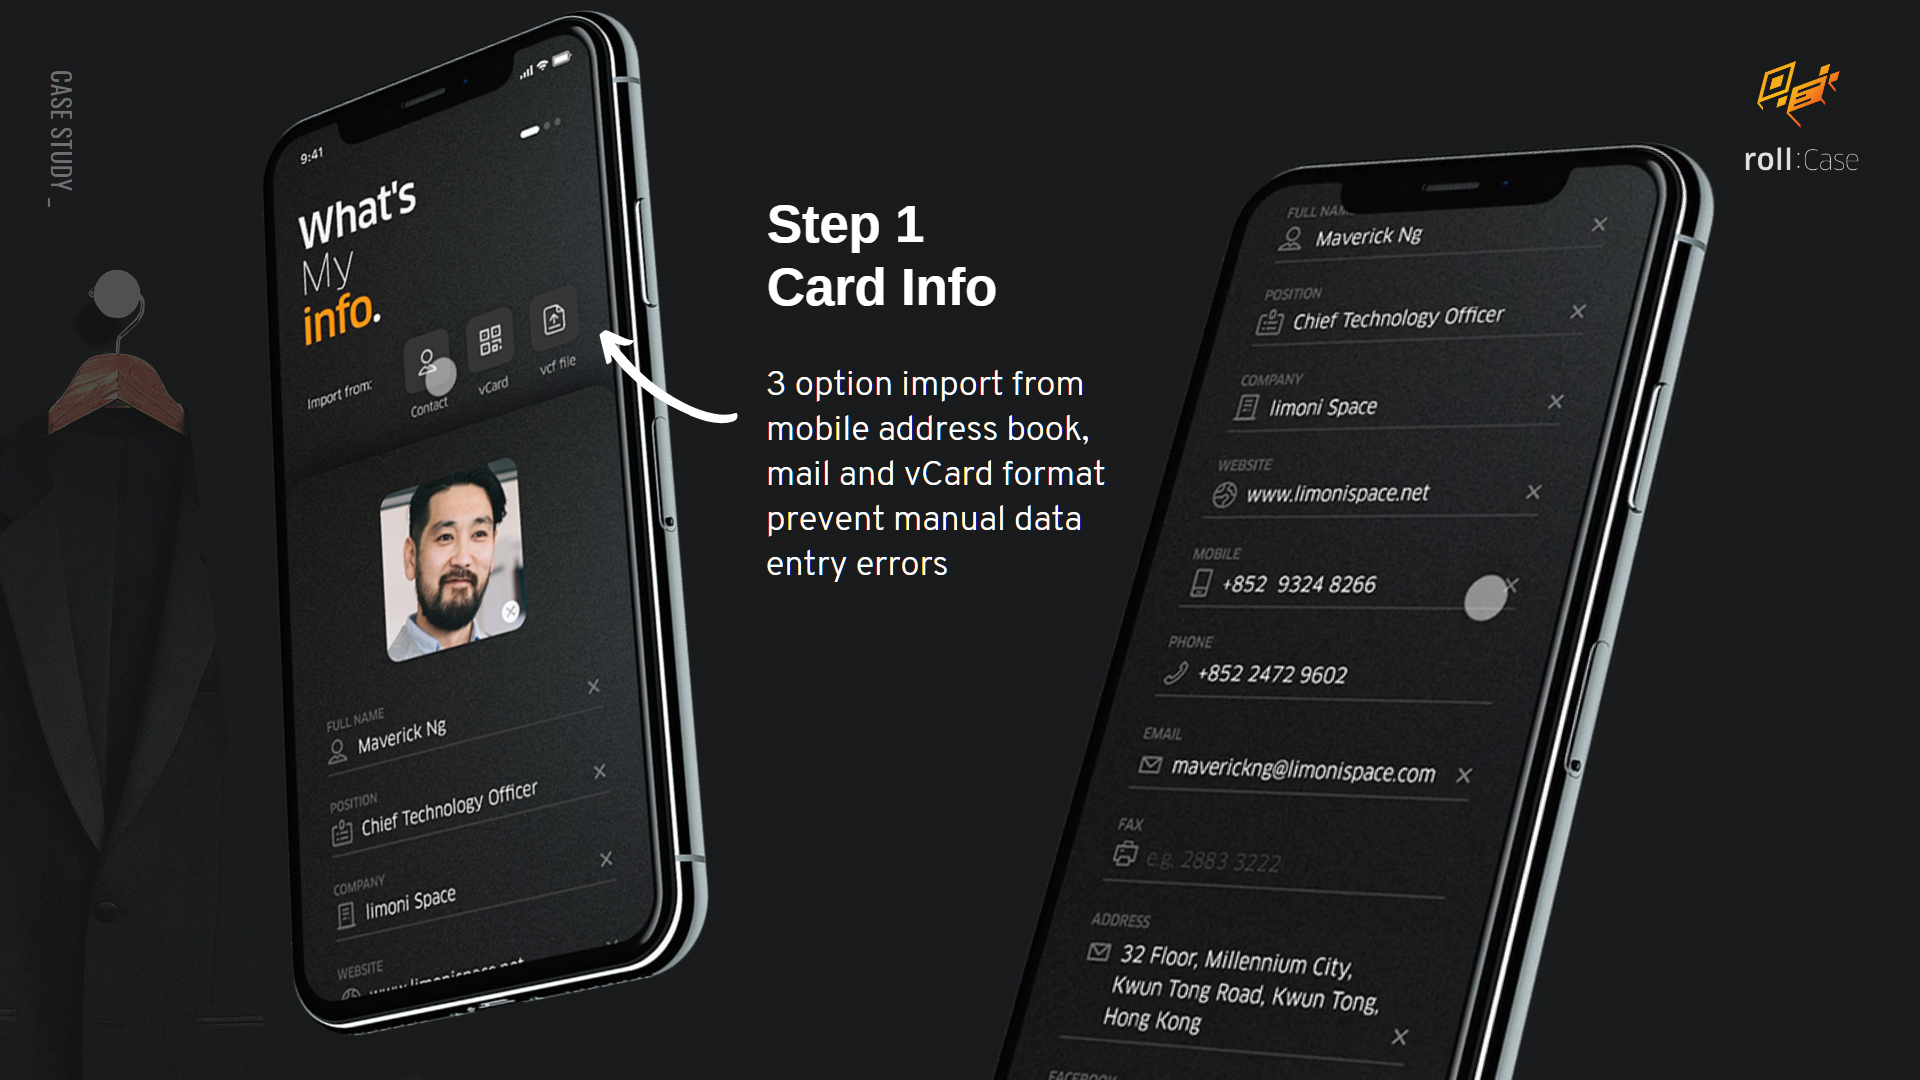 CASE STUDY _
9:41
What's
My
info.
Import from:
Contact
vCard
vcf file
FULL NAME
Maverick Ng
POSITION
Chief Technology Officer
COMPANY
limoni Space
WEBSITE
www.limonispace.net
Step 1
Card Info
3 option import from
mobile address book,
mail and vCard format
prevent manual data
entry errors
roll:Case
FULL NAME
Maverick Ng
POSITION
Chief Technology Officer
COMPANY
limoni Space
WEBSITE
www.limonispace.net
MOBILE
+852 9324 8266
PHONE
+852 2472 9602
EMAIL
maverickng@limonispace.com
FAX
e.g. 2883 3222
ADDRESS
32 Floor, Millennium City,
Kwun Tong Road, Kwun Tong,
Hong Kong
FACEBOOK